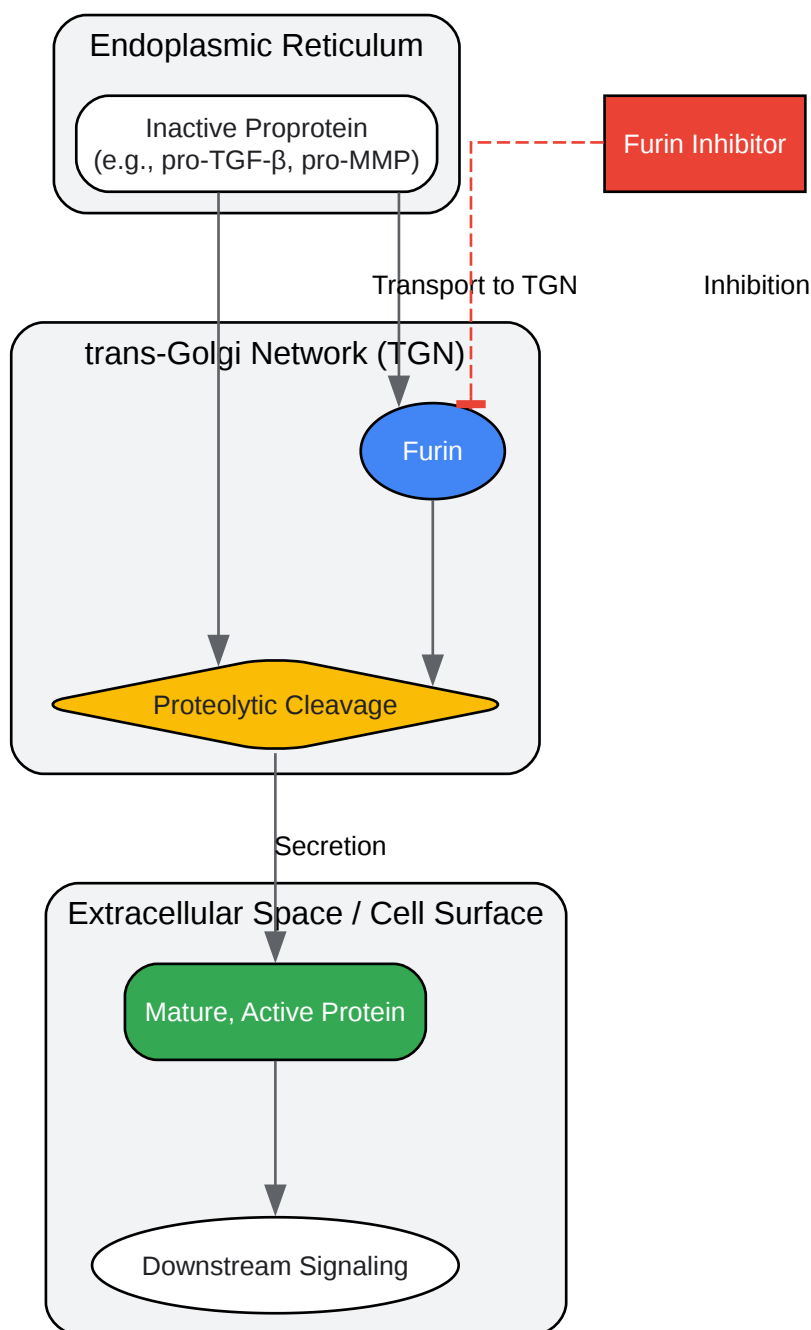 Endoplasmic Reticulum
Inactive Proprotein
(e.g., pro-TGF-β, pro-MMP)
Furin Inhibitor
Transport to TGN
Inhibition
trans-Golgi Network (TGN)
Furin
Proteolytic Cleavage
Secretion
Extracellular Space / Cell Surface
Mature, Active Protein
Downstream Signaling